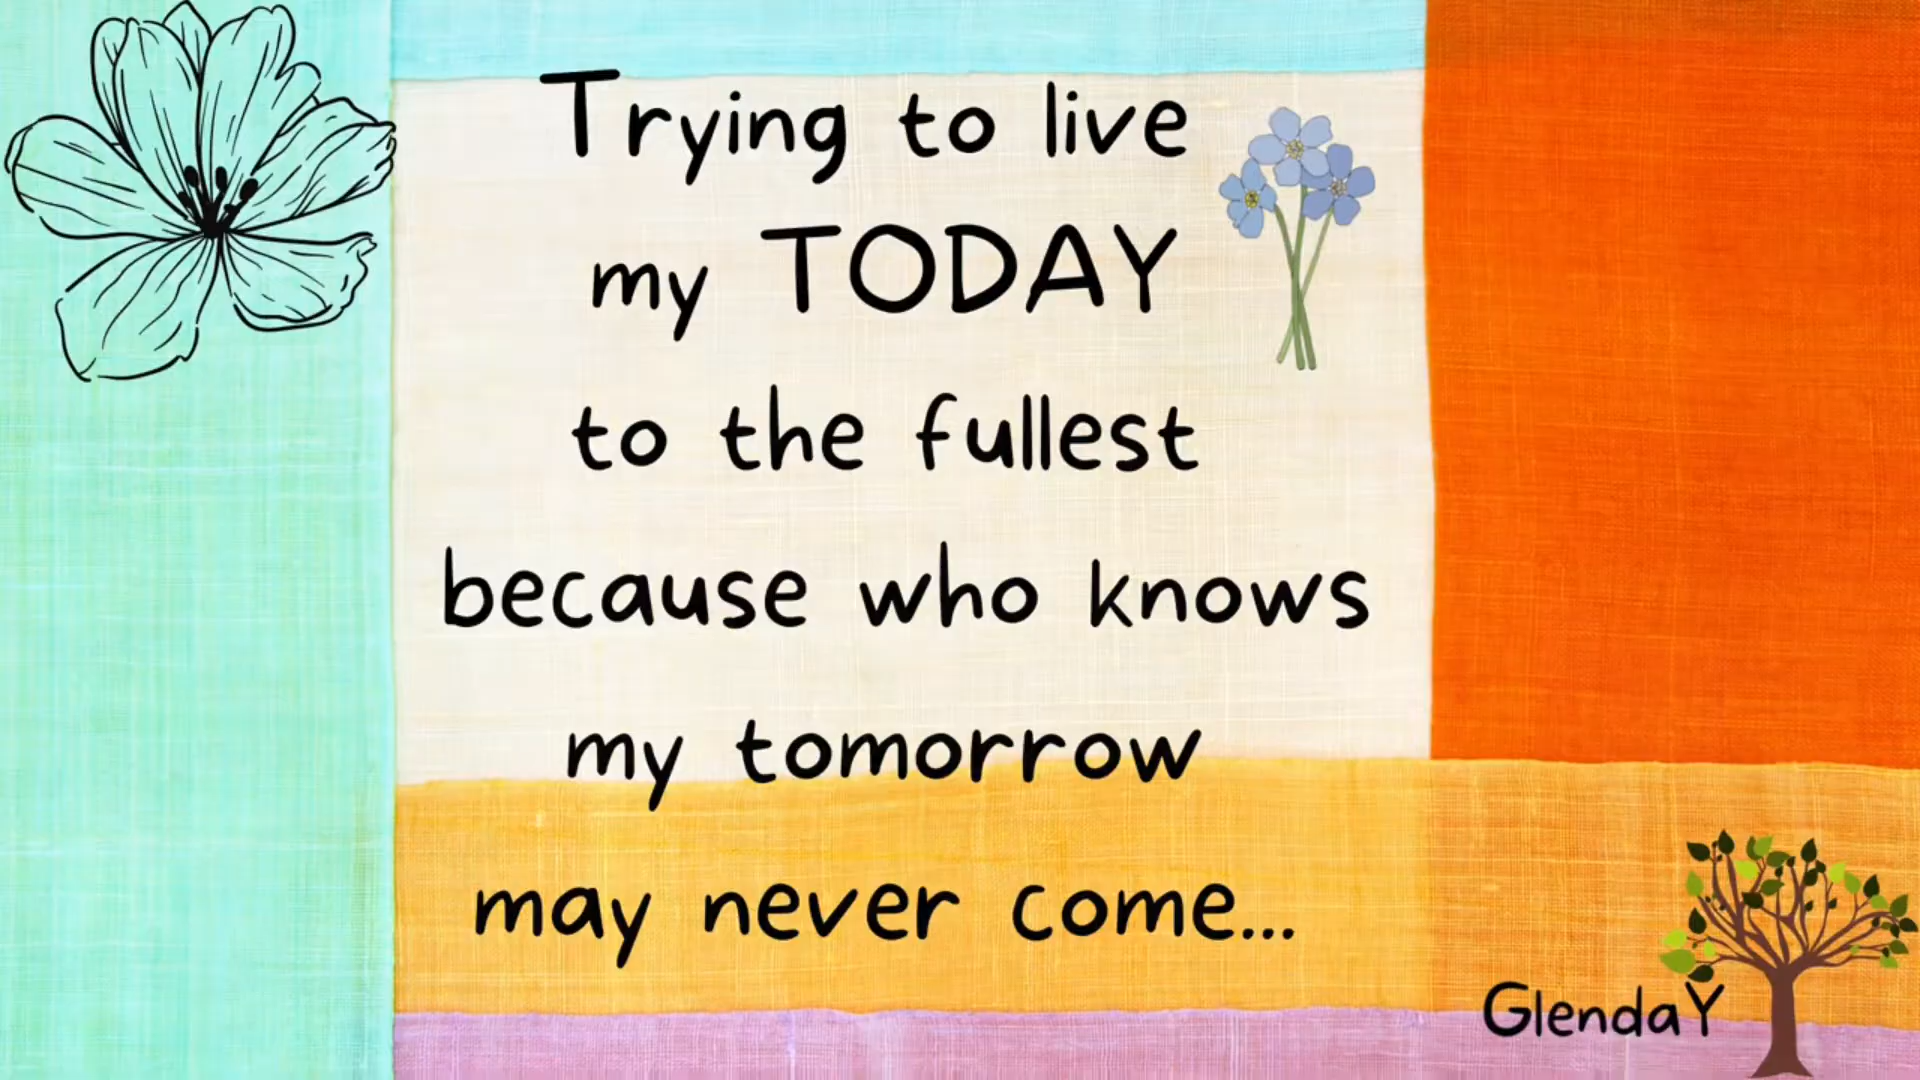 Trying to live
my TODAY
to the fullest
because who knows
my tomorrow
may never come...
GlendaY